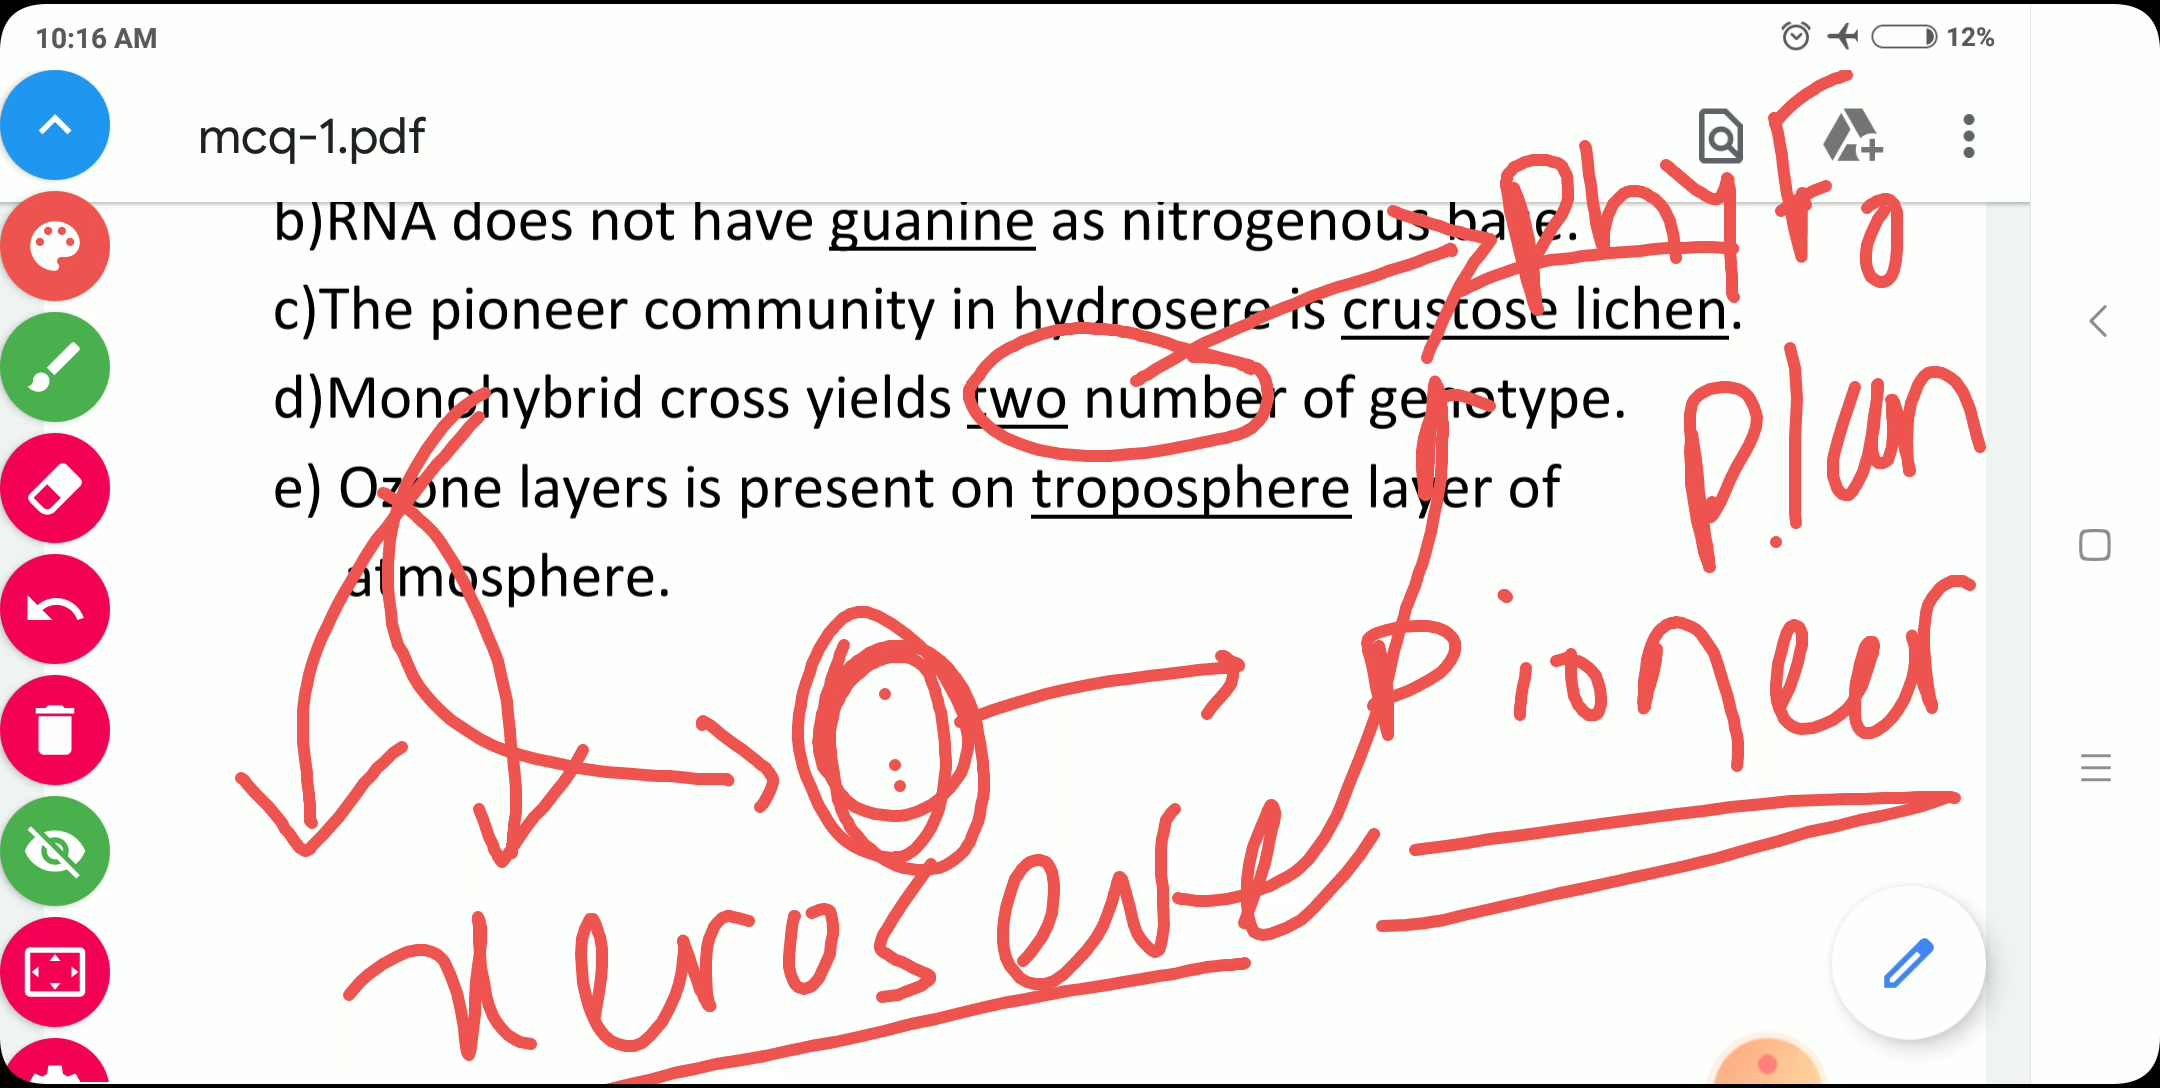 10:16 AM 12%
mcq-1.pdf
b)RNA does not have guanine as nitrogenous base.
c)The pioneer community in hydrosere is crustose lichen.
d)Monohybrid cross yields two number of genotype.
e) Ozone layers is present on troposphere layer of
atmosphere.
phyto
plan
pioneer
xerosere